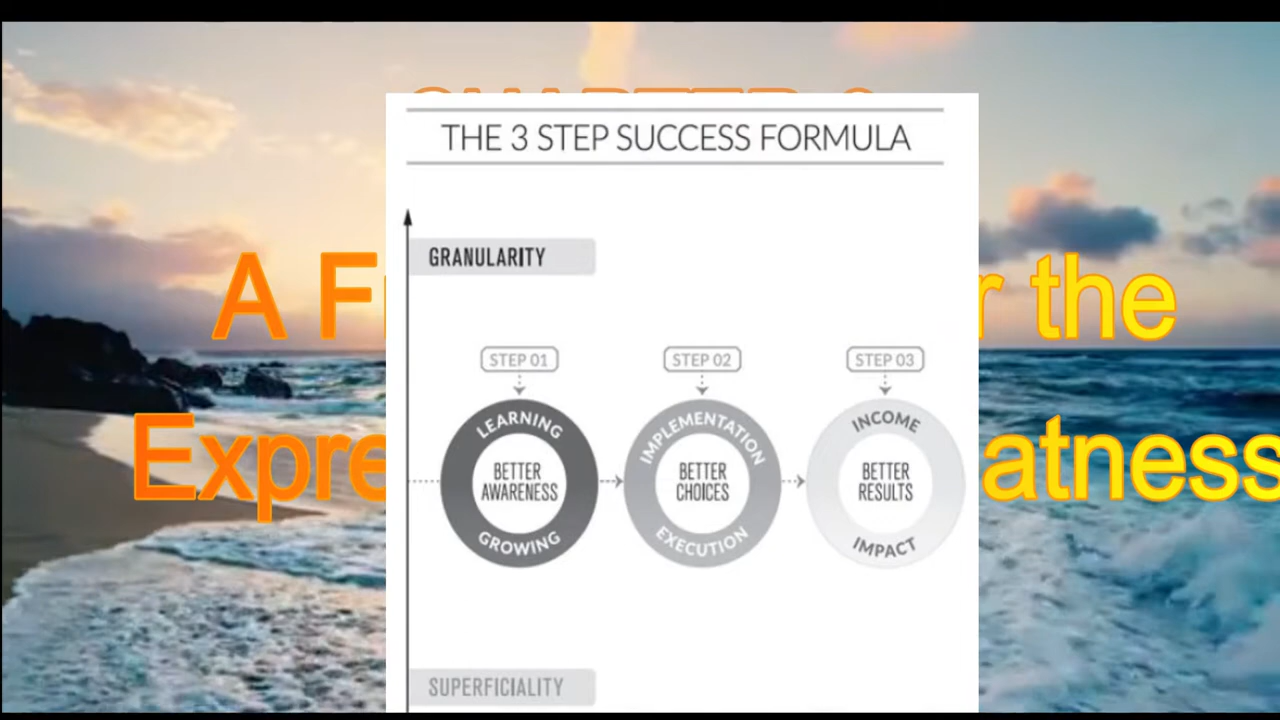 THE 3 STEP SUCCESS FORMULA
GRANULARITY
A
r the
STEP 01
STEP 02
STEP 03
LEARNING
BETTER
AWARENESS
GROWING
IMPLEMENTATION
BETTER
CHOICES
EXECUTION
INCOME
BETTER
RESULTS
IMPACT
Expre
atness
SUPERFICIALITY